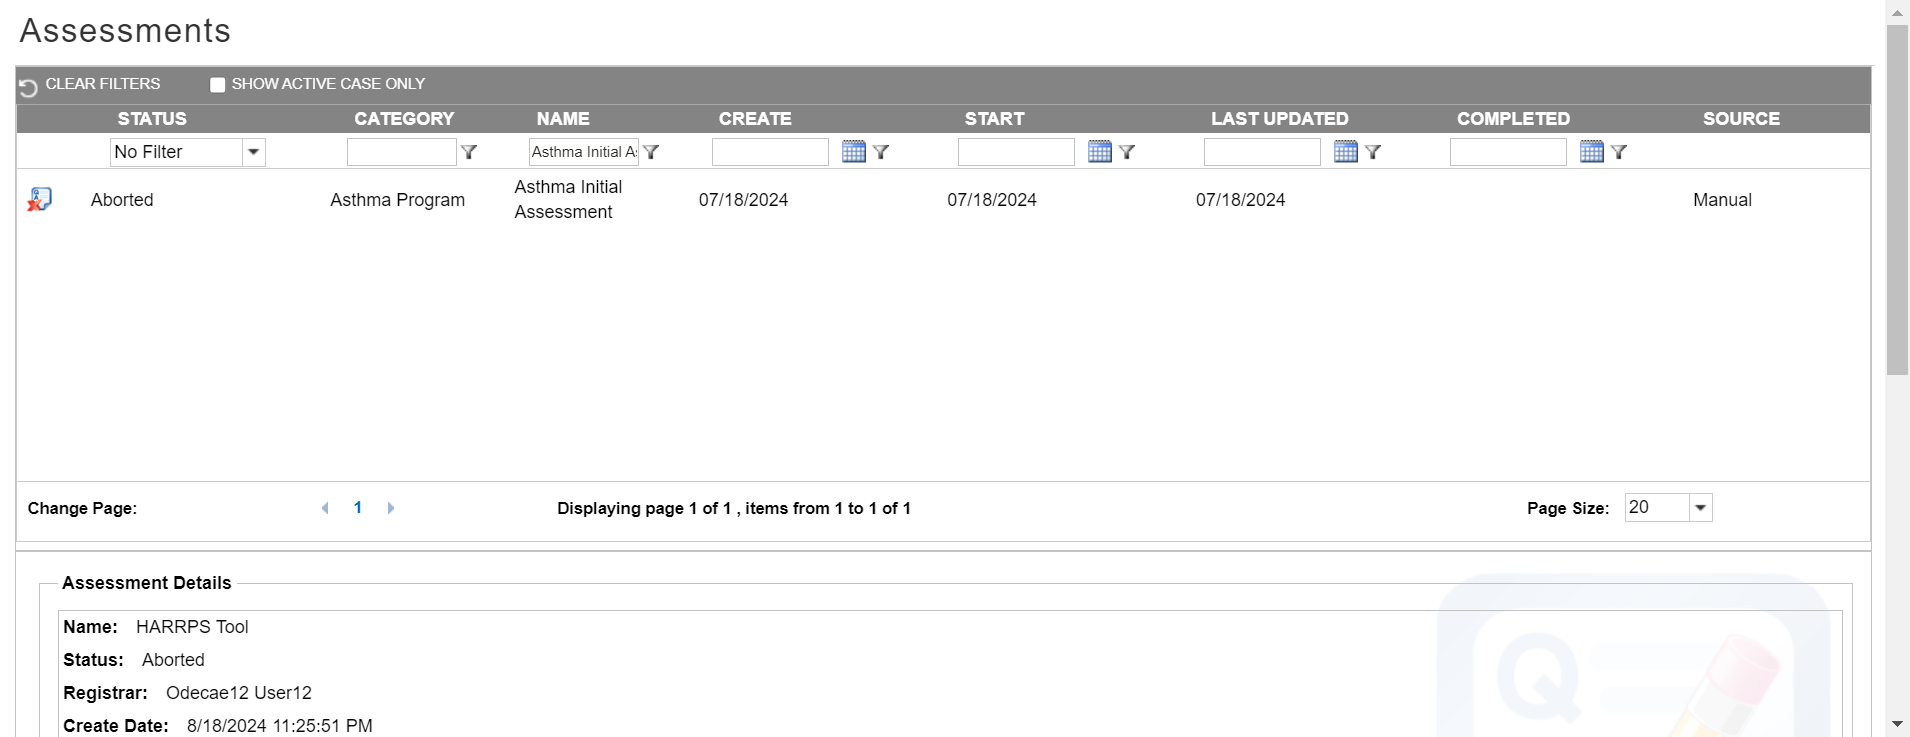 Assessments
CLEAR FILTERS SHOW ACTIVE CASE ONLY
STATUS CATEGORY NAME CREATE START LAST UPDATED COMPLETED SOURCE
No Filter Asthma Initial As
Aborted Asthma Program Asthma Initial Assessment 07/18/2024 07/18/2024 07/18/2024 Manual
Change Page: 1 Displaying page 1 of 1 , items from 1 to 1 of 1 Page Size: 20
Assessment Details
Name: HARRPS Tool
Status: Aborted
Registrar: Odecae12 User12
Create Date: 8/18/2024 11:25:51 PM